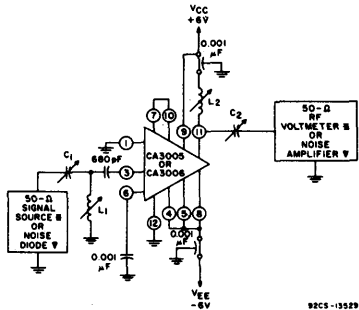 VCC
+6V
0.001
μF
L2
7
10
9
11
C2
1
C1
680pF
3
CA3005
OR
CA3006
6
L1
4
5
8
12
0.001
μF
0.001
μF
VEE
-6V
50-Ω
SIGNAL
SOURCE
OR
NOISE
DIODE
50-Ω
RF
VOLTMETER
OR
NOISE
AMPLIFIER
92CS-13529